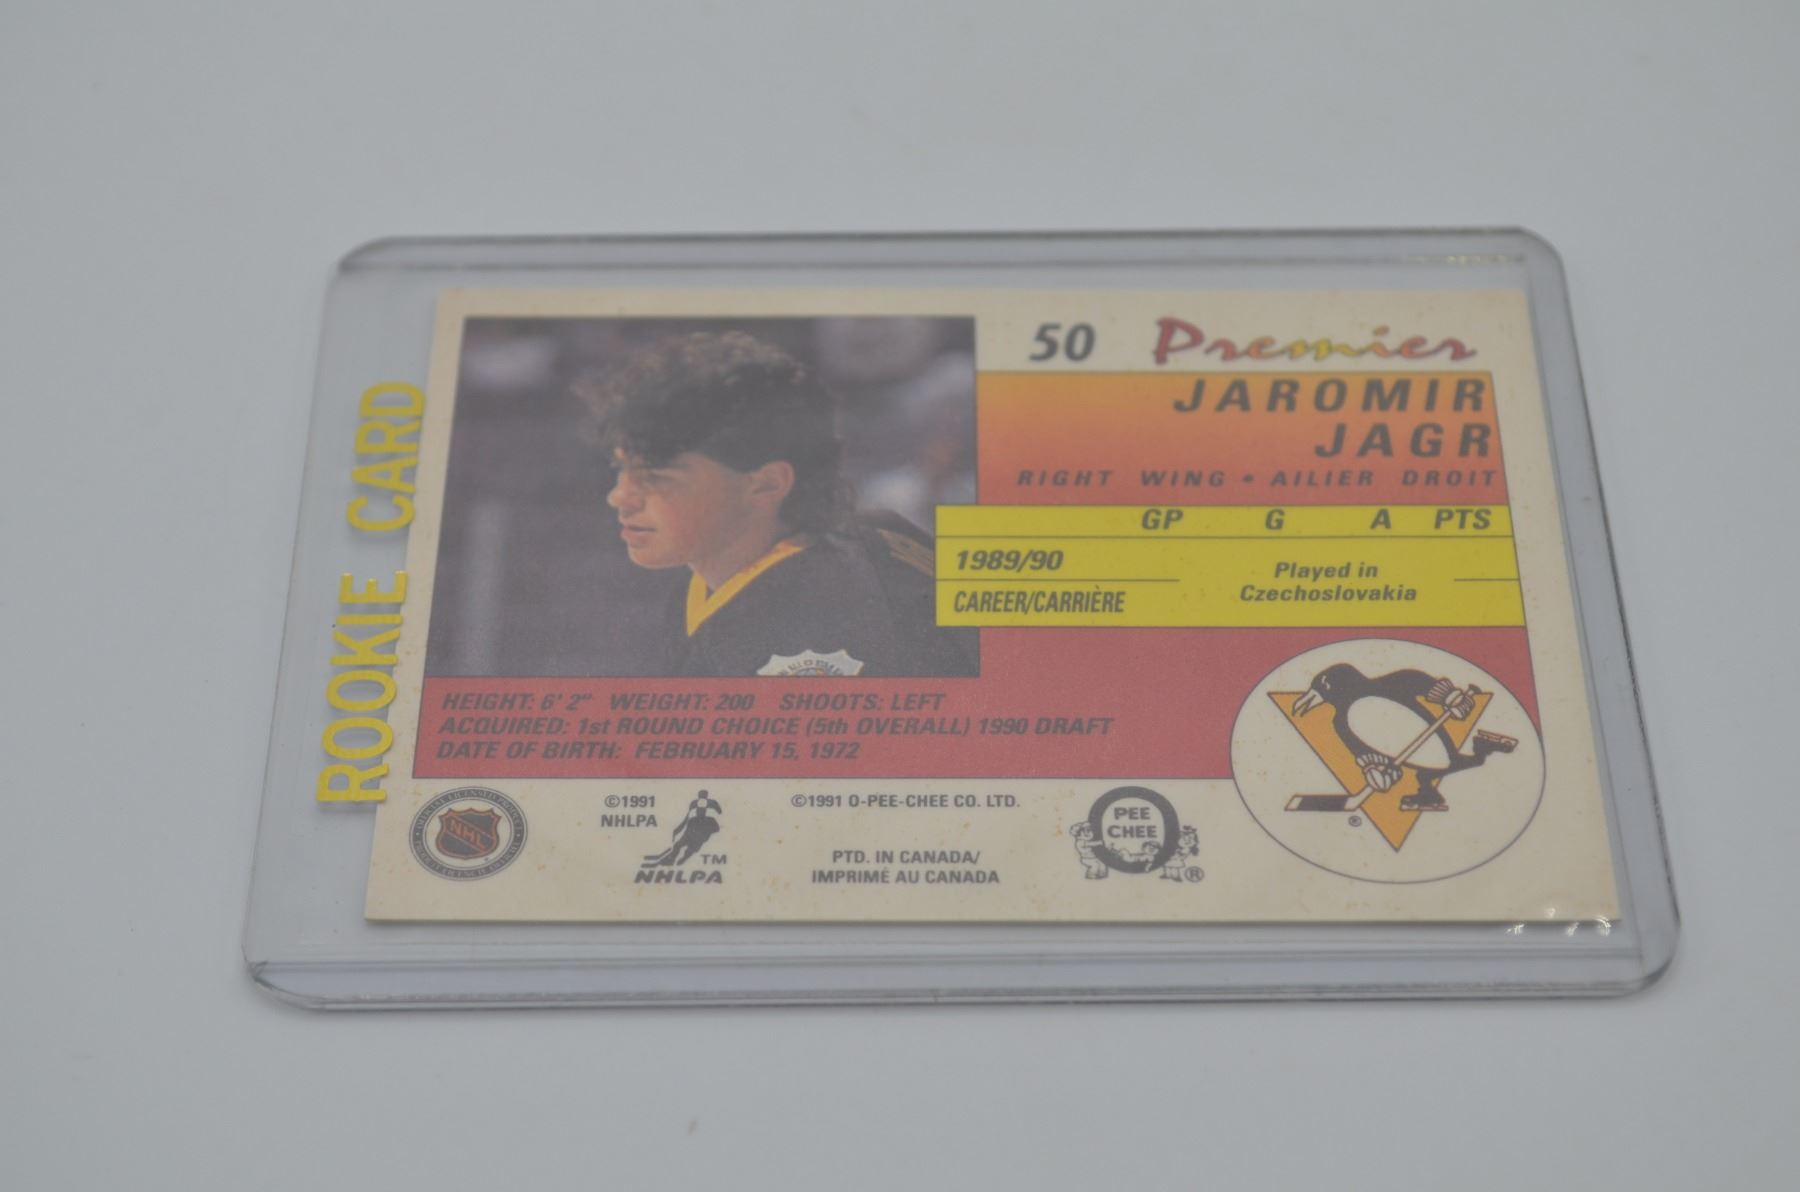 ROOKIE CARD
50 Premier
JAROMIR
JAGR
RIGHT WING • AILIER DROIT
GP G A PTS
1989/90
Played in
Czechoslovakia
CAREER/CARRIÈRE
HEIGHT: 6' 2" WEIGHT: 200 SHOOTS: LEFT
ACQUIRED: 1st ROUND CHOICE (5th OVERALL) 1990 DRAFT
DATE OF BIRTH: FEBRUARY 15, 1972
NHL
©1991
NHLPA
TM
NHLPA
©1991 O-PEE-CHEE CO. LTD.
PTD. IN CANADA/
IMPRIMÉ AU CANADA
O
PEE
CHEE
®
®